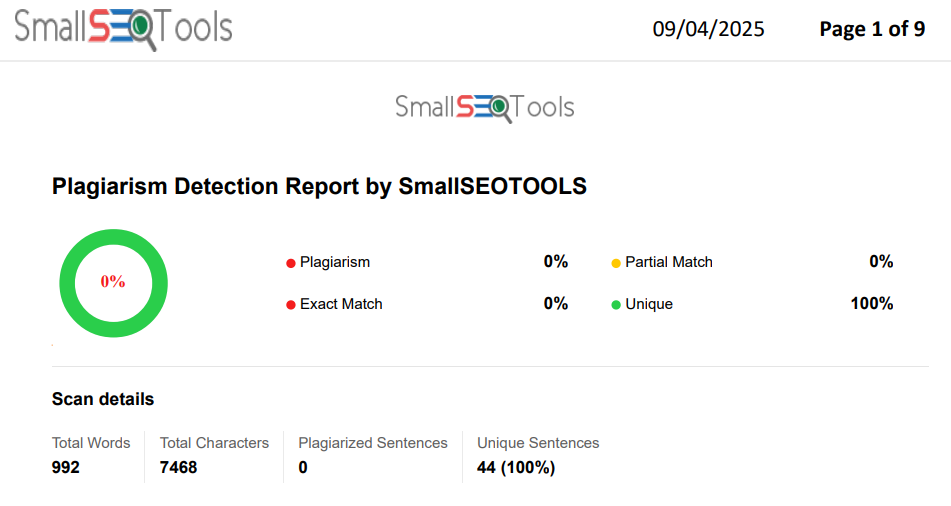 SmallSEOTools 09/04/2025 Page 1 of 9
SmallSEOTools
Plagiarism Detection Report by SmallSEOTOOLS
0% Plagiarism 0% Partial Match 0%
Exact Match 0% Unique 100%
Scan details
Total Words Total Characters Plagiarized Sentences Unique Sentences
992 7468 0 44 (100%)